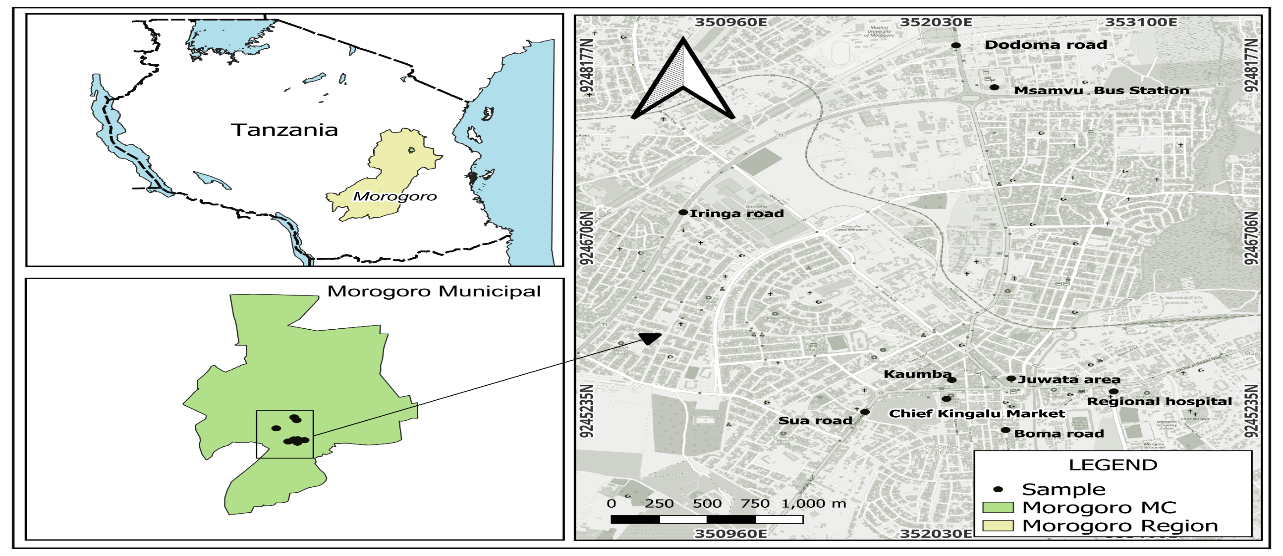 Tanzania
Morogoro
Morogoro Municipal
350960E 352030E 353100E
9248177N 9248177N
Dodoma road
Msamvu Bus Station
Iringa road
9246706N 9246706N
Kaumba
Juwata area
Regional hospital
Chief Kingalu Market
Sua road
Boma road
9245235N 9245235N
LEGEND
Sample
Morogoro MC
Morogoro Region
0 250 500 750 1,000 m
350960E 352030E